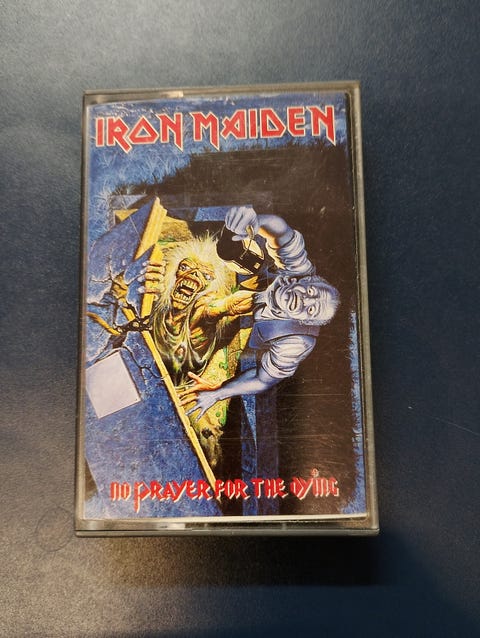 IRON MAIDEN
NO PRAYER FOR THE DYING